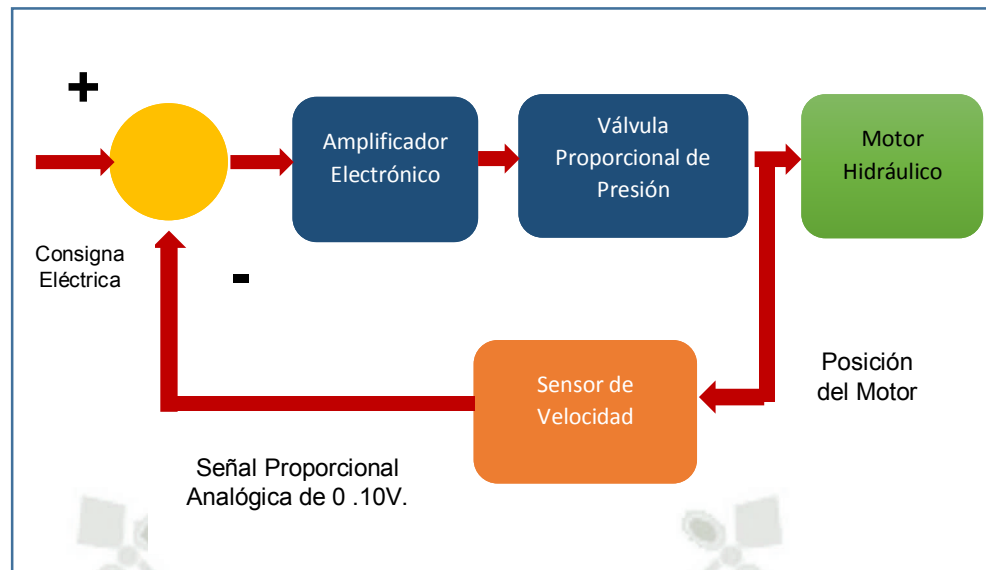 +
Amplificador
Electrónico
Válvula
Proporcional de
Presión
Motor
Hidráulico
Consigna
Eléctrica
-
Sensor de
Velocidad
Posición
del Motor
Señal Proporcional
Analógica de 0 .10V.